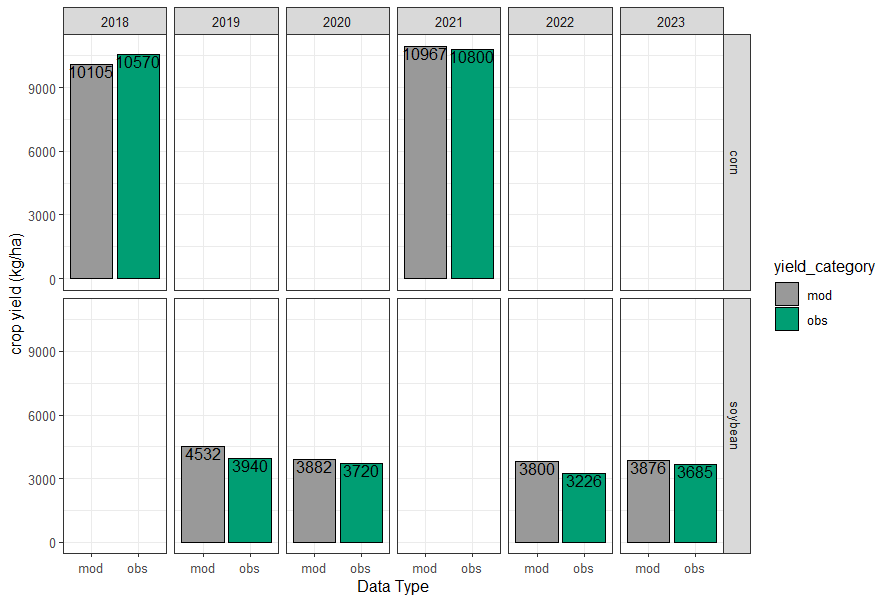 2018 2019 2020 2021 2022 2023
10105 10570 10967 10800
9000
6000
3000
0
corn
crop yield (kg/ha)
yield_category
mod
obs
9000
6000
3000
0
4532 3940 3882 3720 3800 3226 3876 3685
soybean
mod obs mod obs mod obs mod obs mod obs mod obs
Data Type